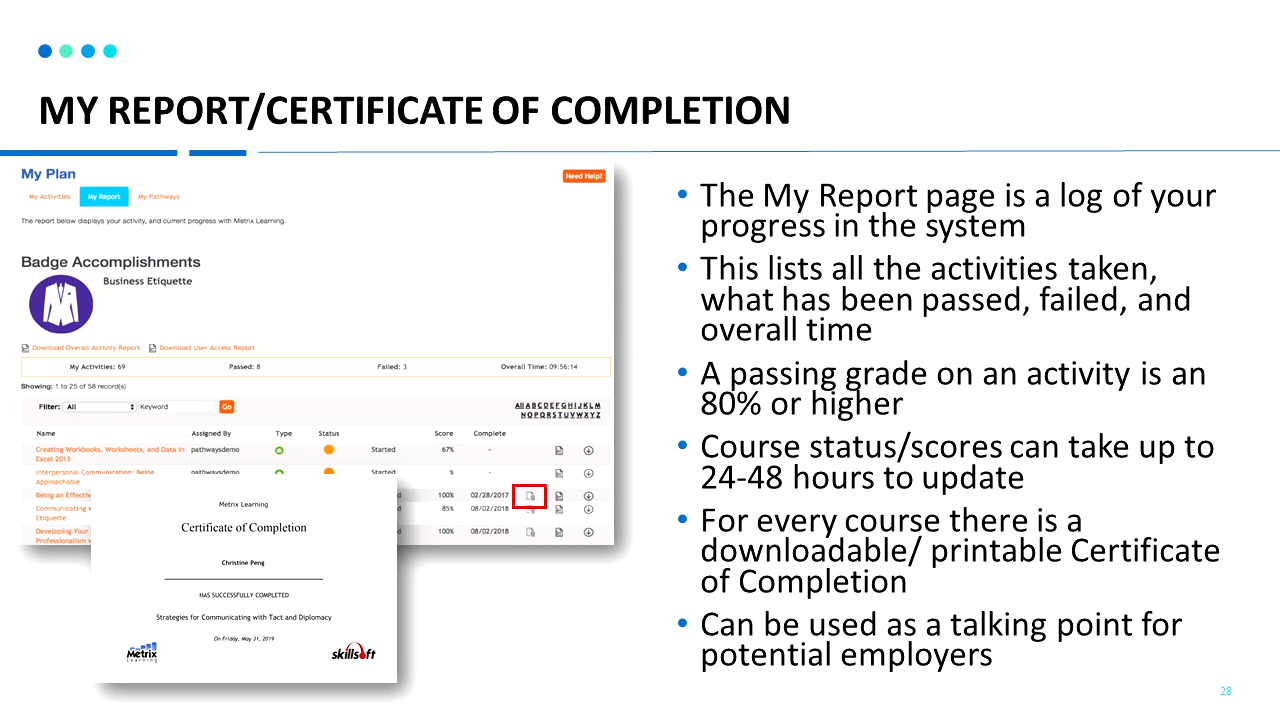 MY REPORT/CERTIFICATE OF COMPLETION
My Plan
Need Help?
My Activities My Report My Pathways
The report below displays your activity, and current progress with Metrix Learning.
Badge Accomplishments
Business Etiquette
Download Overall Activity Report Download User Access Report
My Activities: 69 Passed: 8 Failed: 3 Overall Time: 09:56:14
Showing: 1 to 25 of 58 record(s)
Filter: All Keyword Go
All A B C D E F G H I J K L M
N O P Q R S T U V W X Y Z
Name Assigned By Type Status Score Complete
Creating Workbooks, Worksheets, and Data in pathwaysdemo Started 67% -
Excel 2013
Interpersonal Communication: Being pathwaysdemo Started % -
Approachable
Being an Effectiv d 100% 02/28/2017
Communicating d 85% 08/02/2018
Etiquette
Developing Your d 100% 08/02/2018
Professionalism
Metrix Learning
Certificate of Completion
Christine Peng
HAS SUCCESSFULLY COMPLETED
Strategies for Communicating with Tact and Diplomacy
On Friday, May 31, 2019
Metrix
Learning
skillsoft
• The My Report page is a log of your
progress in the system
• This lists all the activities taken,
what has been passed, failed, and
overall time
• A passing grade on an activity is an
80% or higher
• Course status/scores can take up to
24-48 hours to update
• For every course there is a
downloadable/ printable Certificate
of Completion
• Can be used as a talking point for
potential employers
28